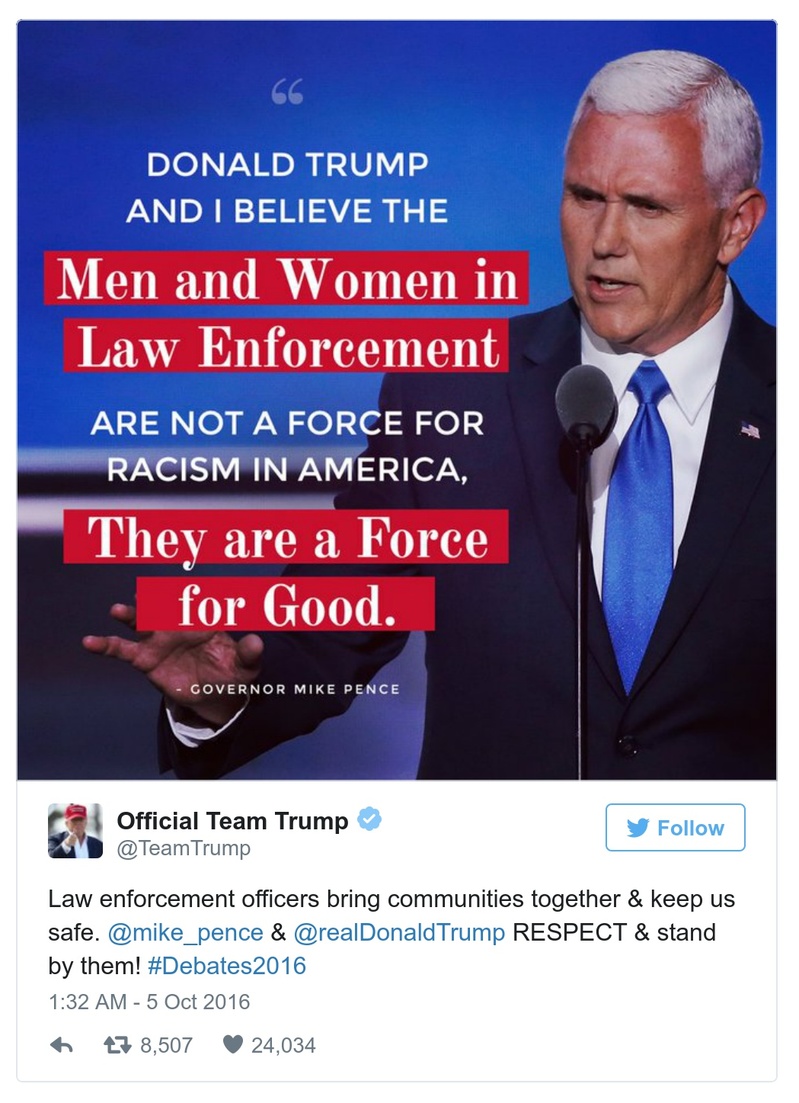 “
DONALD TRUMP
AND I BELIEVE THE
Men and Women in
Law Enforcement
ARE NOT A FORCE FOR
RACISM IN AMERICA,
They are a Force
for Good.
- GOVERNOR MIKE PENCE
Official Team Trump
@TeamTrump
Follow
Law enforcement officers bring communities together & keep us
safe. @mike_pence & @realDonaldTrump RESPECT & stand
by them! #Debates2016
1:32 AM - 5 Oct 2016
8,507 24,034